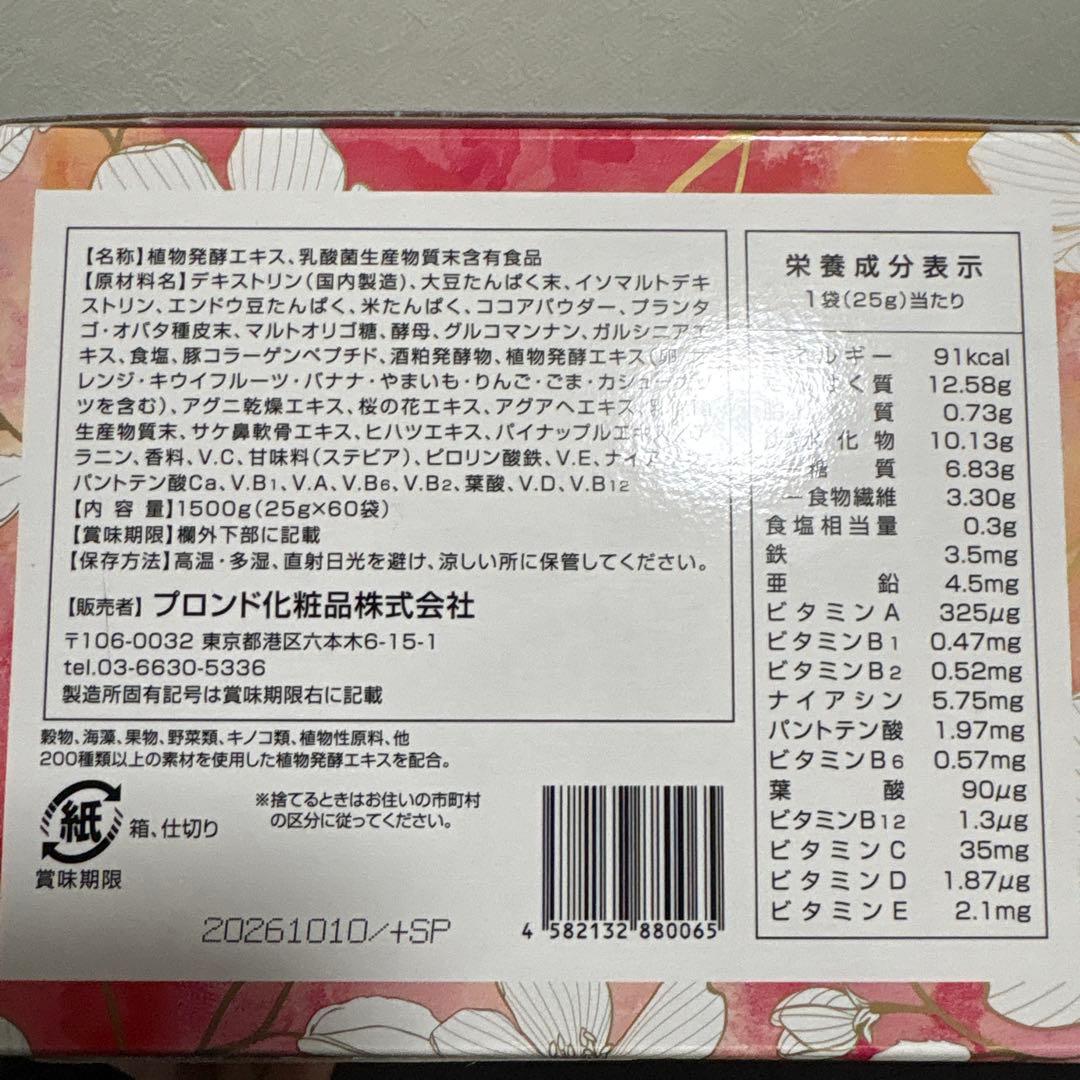 【名称】植物発酵エキス、乳酸菌生産物質末含有食品
【原材料名】デキストリン(国内製造)、大豆たんぱく末、イソマルトデキ
ストリン、エンドウ豆たんぱく、米たんぱく、ココアパウダー、プランタ
ゴ・オバタ種皮末、マルトオリゴ糖、酵母、グルコマンナン、ガルシニアエ
キス、食塩、豚コラーゲンペプチド、酒粕発酵物、植物発酵エキス(
レンジ・キウイフルーツ・バナナ・やまいも・りんご・ごま・カシューナッ
ツを含む)、アグニ乾燥エキス、桜の花エキス、アグアヘエキス、
生産物質末、サケ鼻軟骨エキス、ヒハツエキス、パイナップルエキス/
ラニン、香料、V.C、甘味料(ステビア)、ピロリン酸鉄、V.E、ナイア
パントテン酸Ca、V.B1、V.A、V.B6、V.B2、葉酸、V.D、V.B12
【内 容 量】1500g(25g×60袋)
【賞味期限】欄外下部に記載
【保存方法】高温・多湿、直射日光を避け、涼しい所に保管してください。
【販売者】プロンド化粧品株式会社
〒106-0032 東京都港区六本木6-15-1
tel.03-6630-5336
製造所固有記号は賞味期限右に記載
穀物、海藻、果物、野菜類、キノコ類、植物性原料、他
200種類以上の素材を使用した植物発酵エキスを配合。
紙 箱、仕切り
※捨てるときはお住いの市町村
の区分に従ってください。
賞味期限
20261010/+SP
4 582132 880065
栄養成分表示
1袋(25g)当たり
エネルギー 91kcal
たんぱく質 12.58g
質 0.73g
水化物 10.13g
糖質 6.83g
食物繊維 3.30g
食塩相当量 0.3g
鉄 3.5mg
亜鉛 4.5mg
ビタミンA 325μg
ビタミンB1 0.47mg
ビタミンB2 0.52mg
ナイアシン 5.75mg
パントテン酸 1.97mg
ビタミンB6 0.57mg
葉酸 90μg
ビタミンB12 1.3μg
ビタミンC 35mg
ビタミンD 1.87μg
ビタミンE 2.1mg